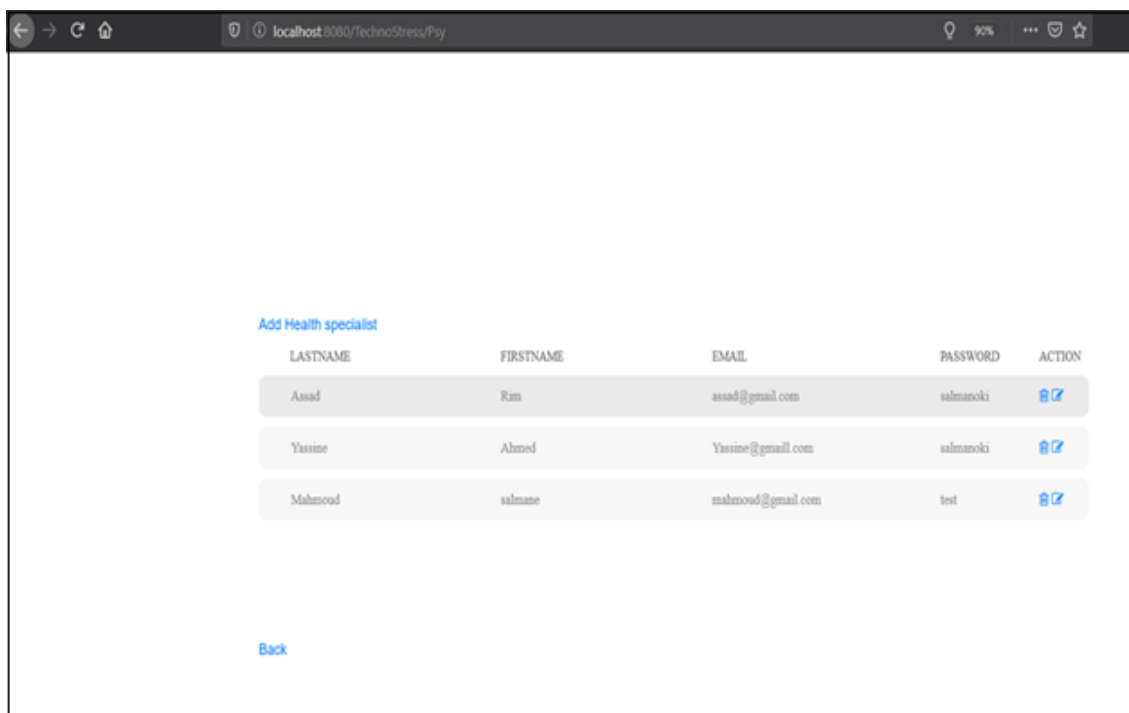 localhost:8080/TechnoStress/Psy 90%
Add Health specialist
LASTNAME FIRSTNAME EMAIL PASSWORD ACTION
Assad Rim assad@gmail.com salmanoki
Yassine Ahmed Yassine@gmaill.com salmanoki
Mahmoud salmane mahmoud@gmail.com test
Back